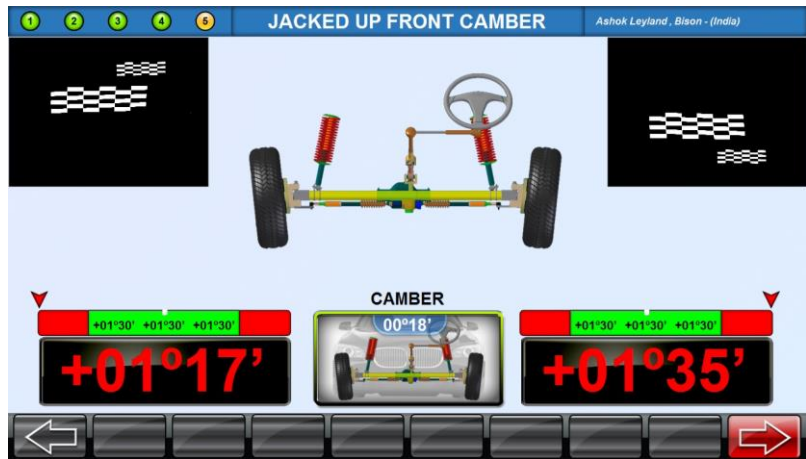 1 2 3 4 5 JACKED UP FRONT CAMBER Ashok Leyland , Bison - (India)
CAMBER
00º18’
+01º30' +01º30' +01º30'
+01º30' +01º30' +01º30'
+01º17’
+01º35’